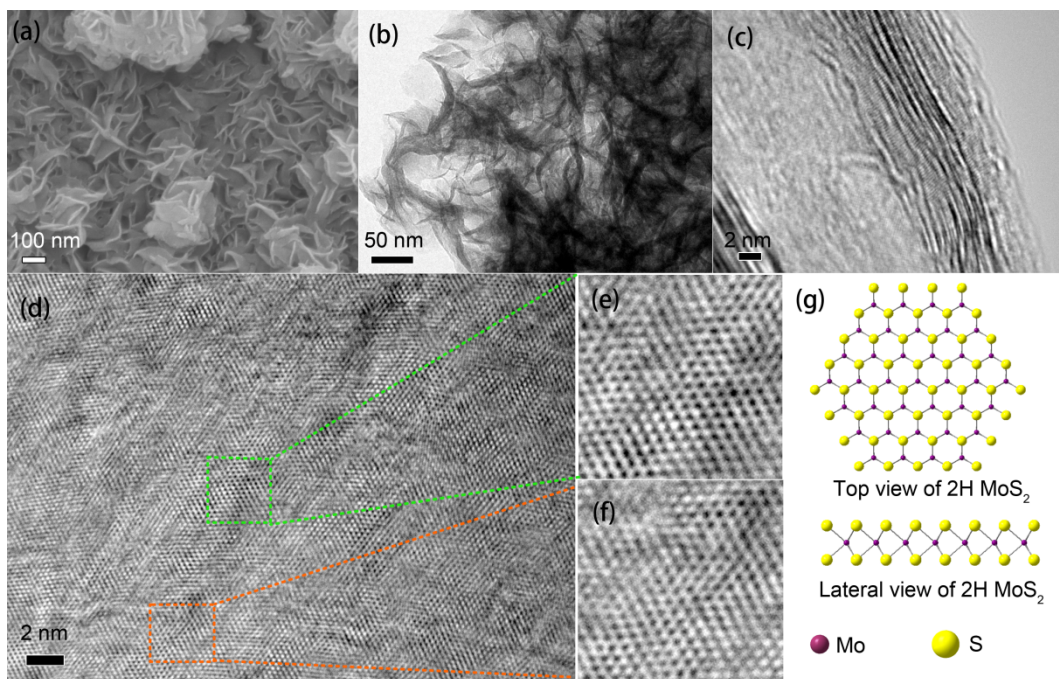 (a)
100 nm
(b)
50 nm
(c)
2 nm
(d)
2 nm
(e)
(f)
(g)
Top view of 2H MoS₂
Lateral view of 2H MoS₂
Mo
S